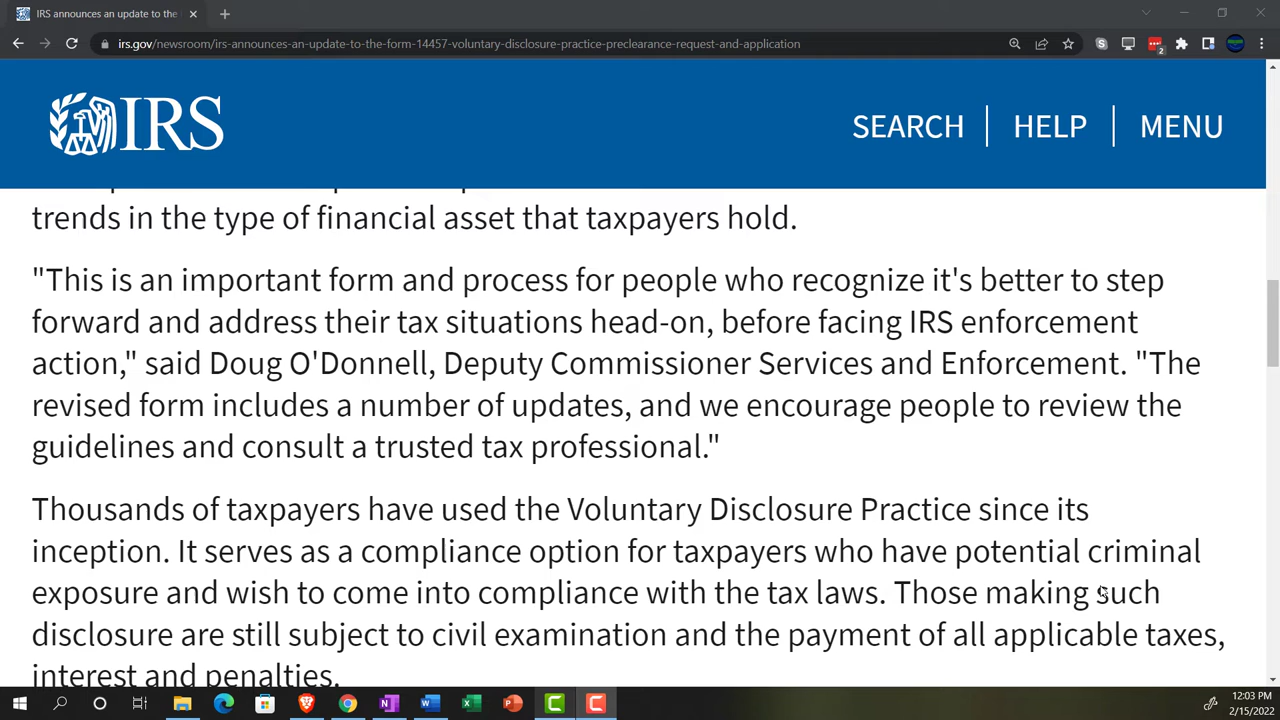 IRS announces an update to the
irs.gov/newsroom/irs-announces-an-update-to-the-form-14457-voluntary-disclosure-practice-preclearance-request-and-application
2
IRS
SEARCH
HELP
MENU
trends in the type of financial asset that taxpayers hold.
"This is an important form and process for people who recognize it's better to step
forward and address their tax situations head-on, before facing IRS enforcement
action," said Doug O'Donnell, Deputy Commissioner Services and Enforcement. "The
revised form includes a number of updates, and we encourage people to review the
guidelines and consult a trusted tax professional."
Thousands of taxpayers have used the Voluntary Disclosure Practice since its
inception. It serves as a compliance option for taxpayers who have potential criminal
exposure and wish to come into compliance with the tax laws. Those making such
disclosure are still subject to civil examination and the payment of all applicable taxes,
interest and penalties.
12:03 PM
2/15/2022